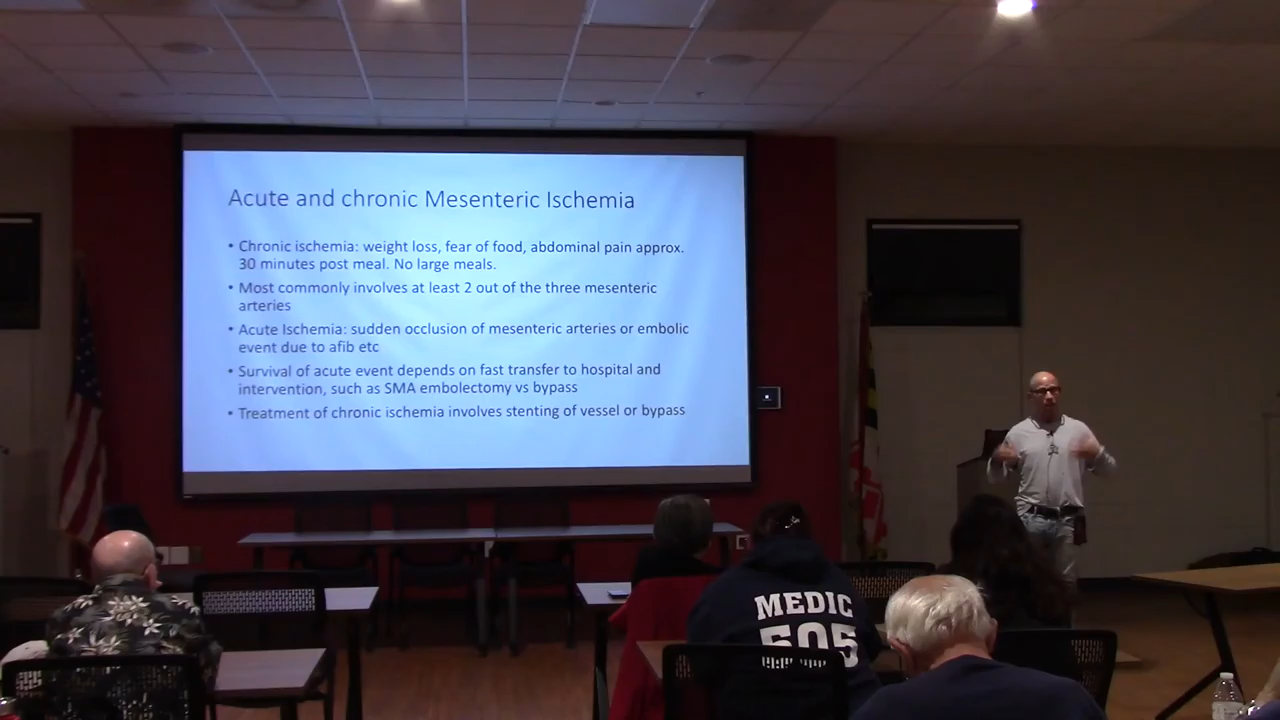 Acute and chronic Mesenteric Ischemia
• Chronic ischemia: weight loss, fear of food, abdominal pain approx.
30 minutes post meal. No large meals.
• Most commonly involves at least 2 out of the three mesenteric
arteries
• Acute Ischemia: sudden occlusion of mesenteric arteries or embolic
event due to afib etc
• Survival of acute event depends on fast transfer to hospital and
intervention, such as SMA embolectomy vs bypass
• Treatment of chronic ischemia involves stenting of vessel or bypass
MEDIC
505